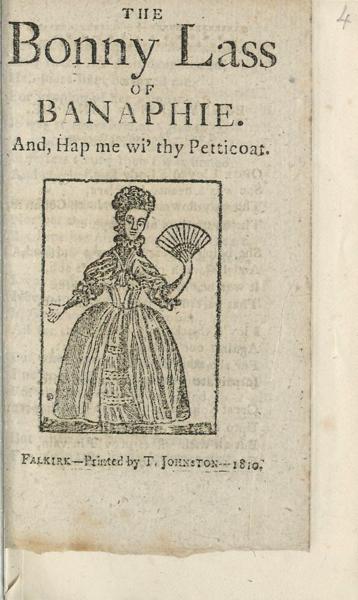 4
THE
Bonny Lass
OF
BANAPHIE.
And, Hap me wi' thy Petticoat.
FALKIRK—Printed by T. JOHNSTON—1810.